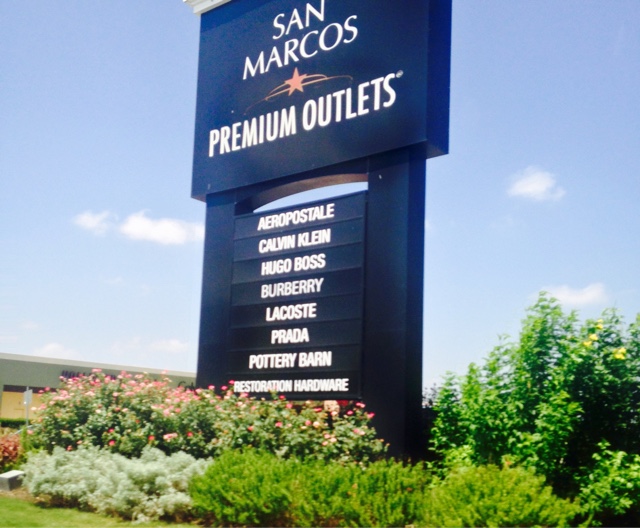 SAN
MARCOS
PREMIUM OUTLETS®
AEROPOSTALE
CALVIN KLEIN
HUGO BOSS
BURBERRY
LACOSTE
PRADA
POTTERY BARN
RESTORATION HARDWARE